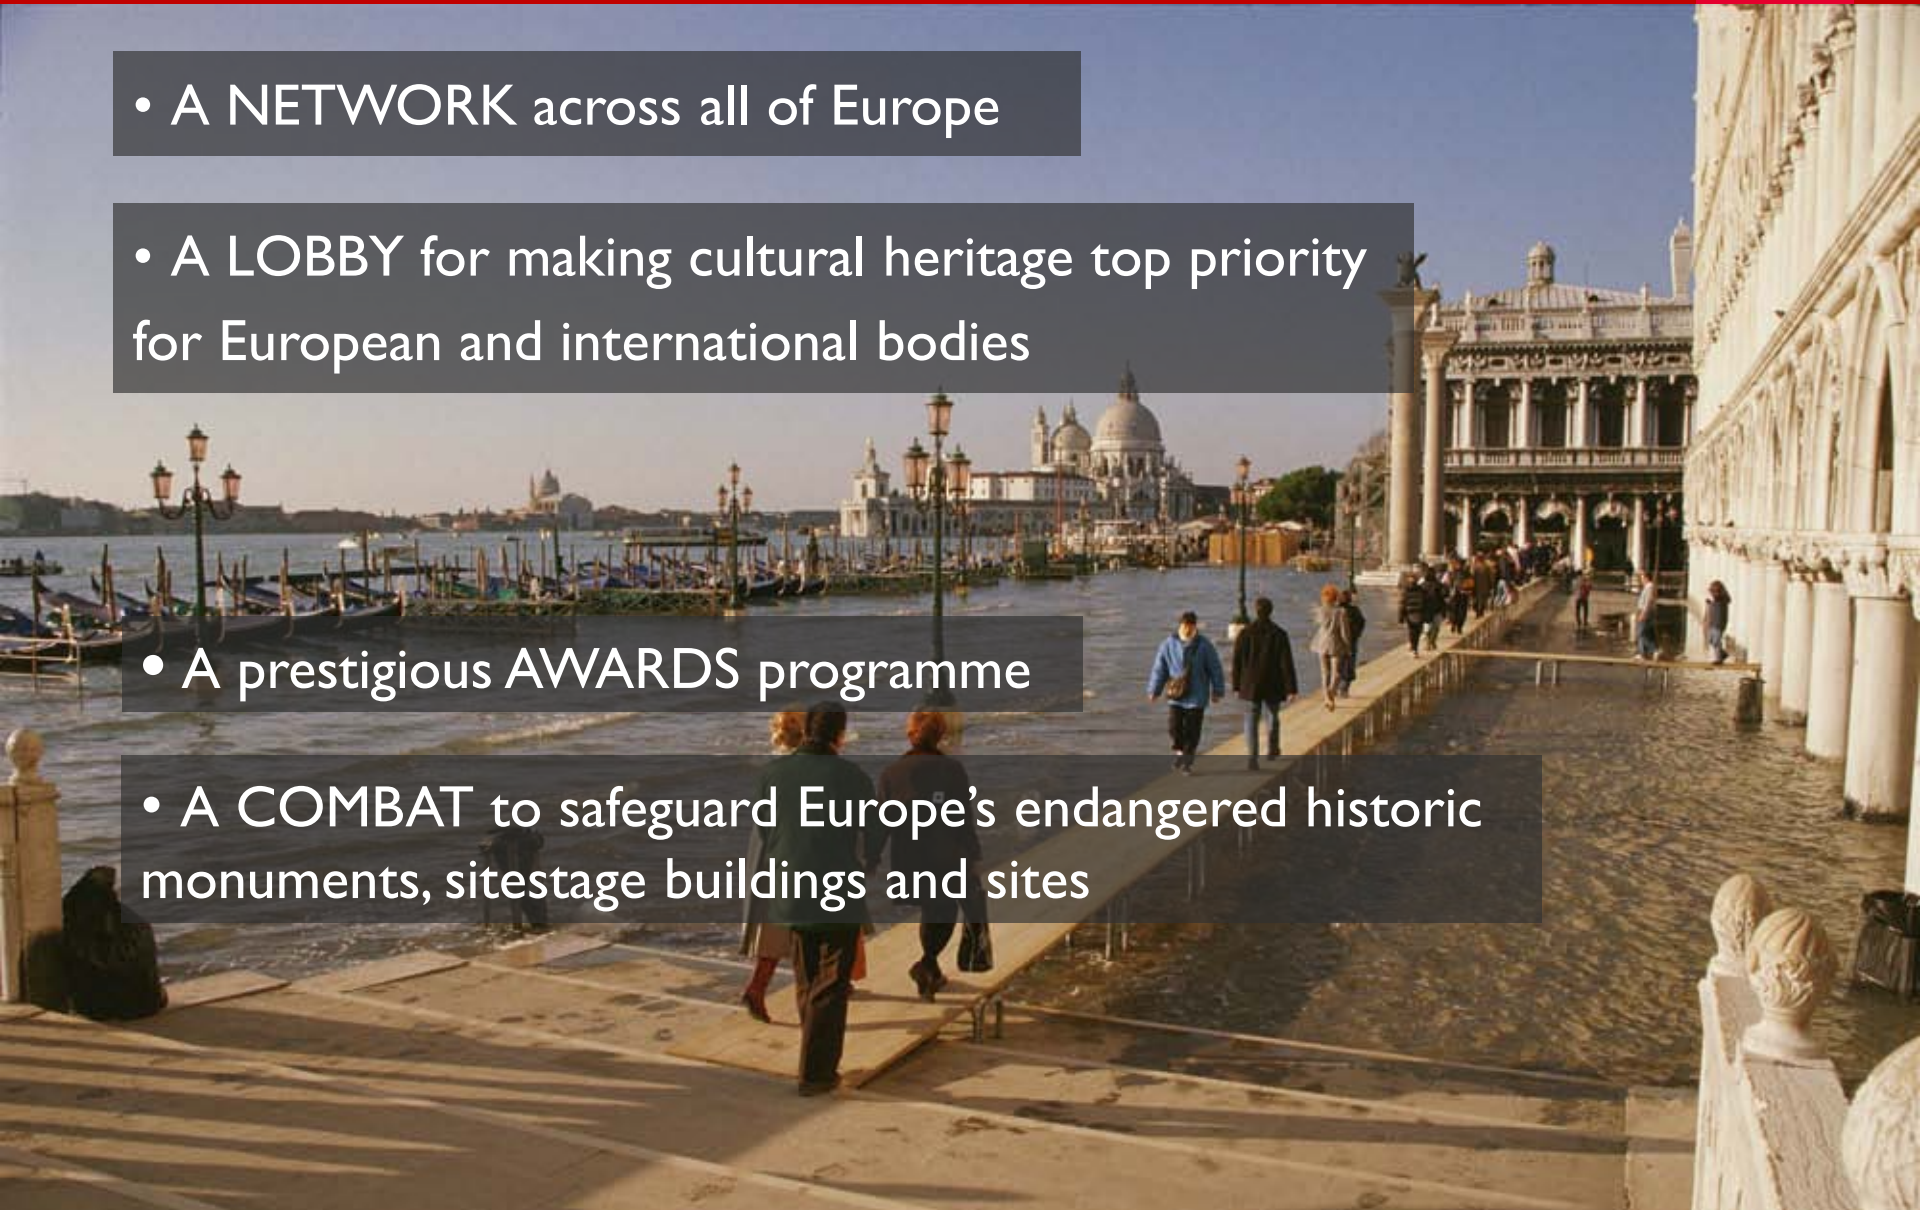 • A NETWORK across all of Europe
• A LOBBY for making cultural heritage top priority
for European and international bodies
• A prestigious AWARDS programme
• A COMBAT to safeguard Europe’s endangered historic
monuments, sitestage buildings and sites